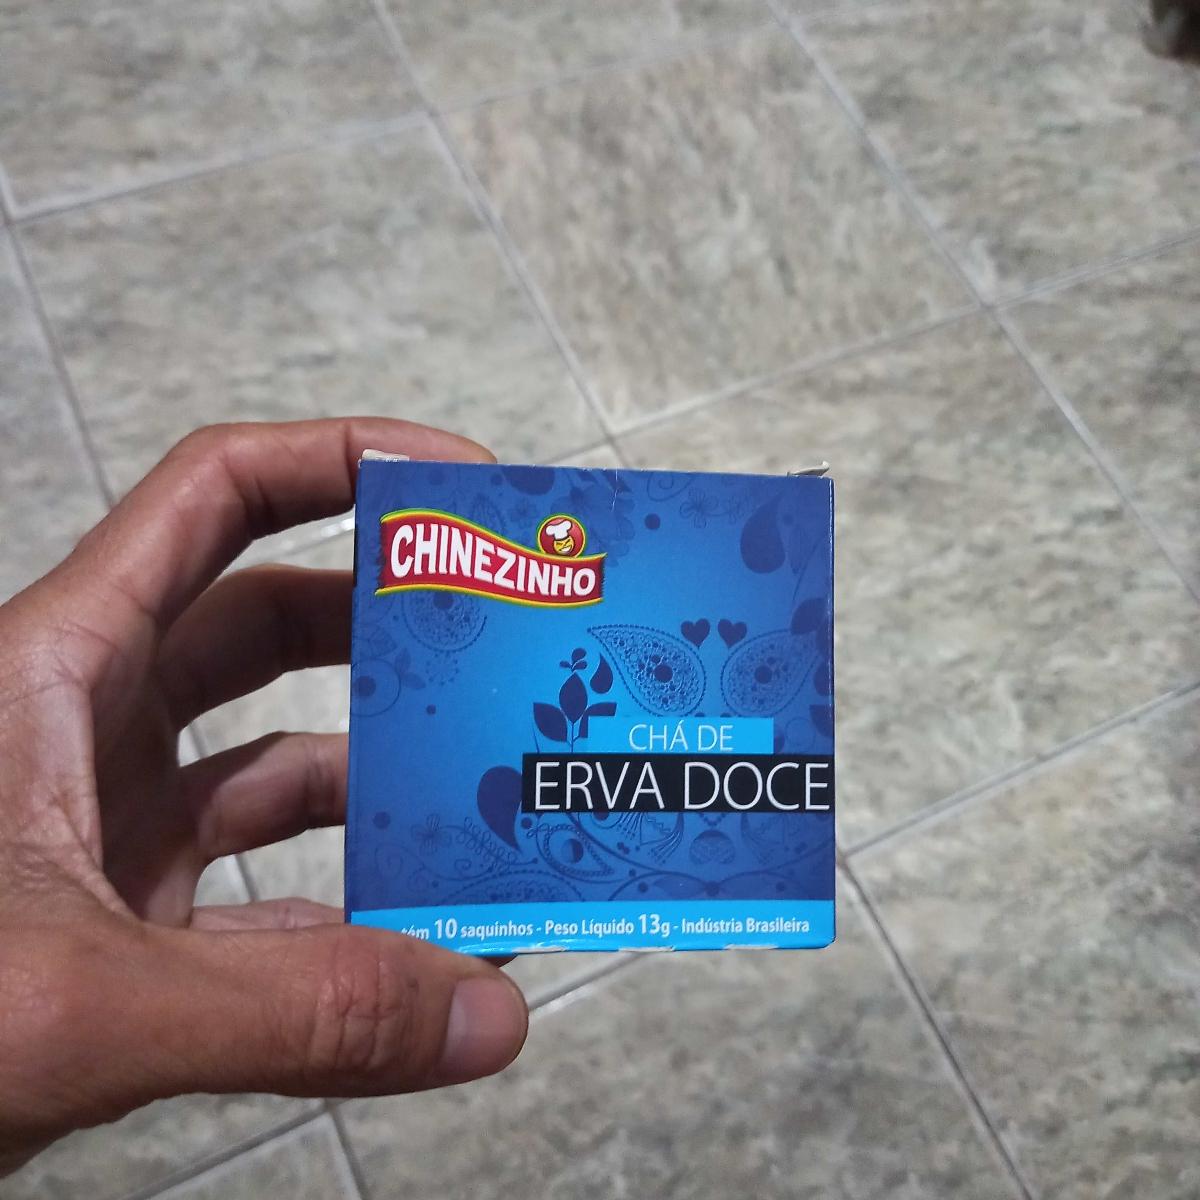 CHINEZINHO
CHÁ DE
ERVA DOCE
10 saquinhos - Peso Líquido 13g - Indústria Brasileira